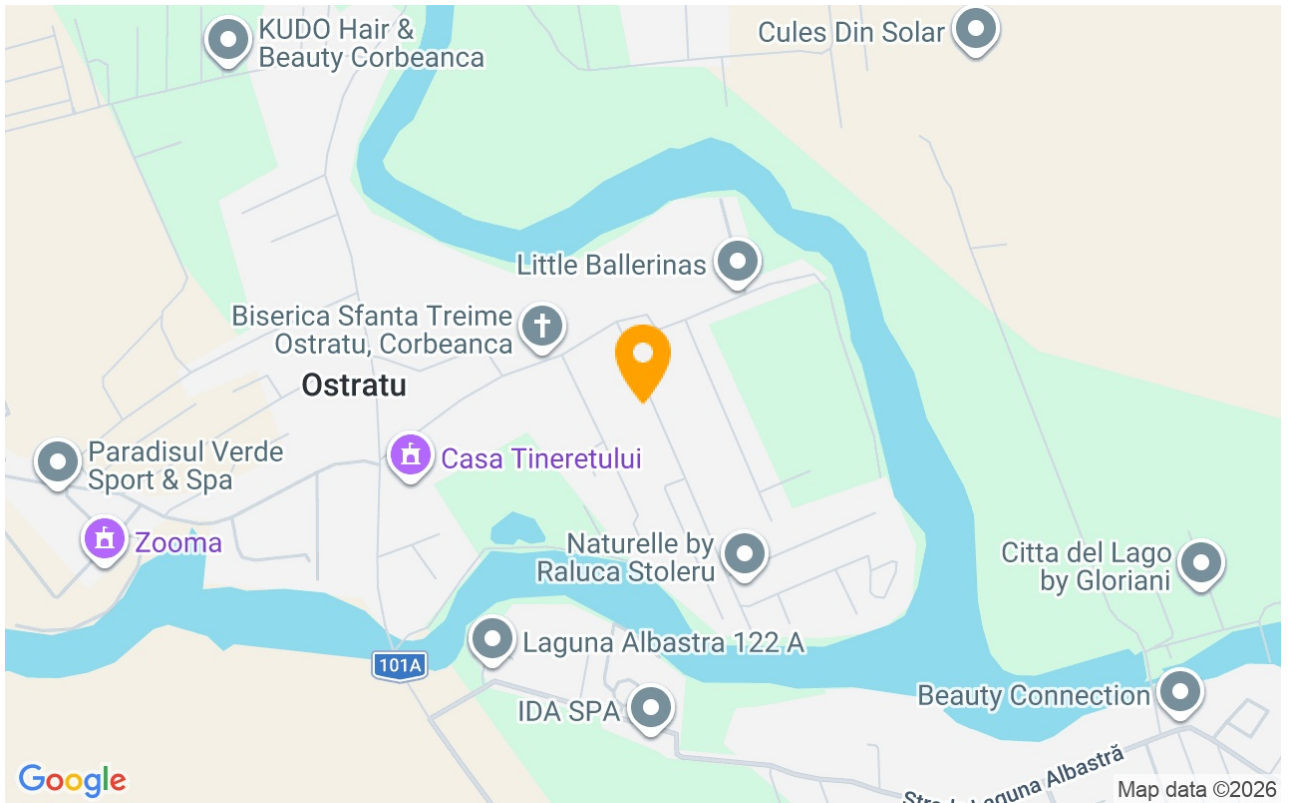 KUDO Hair &
Beauty Corbeanca
Cules Din Solar
Little Ballerinas
Biserica Sfanta Treime
Ostratu, Corbeanca
Ostratu
Paradisul Verde
Sport & Spa
Casa Tineretului
Zooma
Naturelle by
Raluca Stoleru
Citta del Lago
by Gloriani
Laguna Albastra 122 A
101A
Beauty Connection
IDA SPA
Laguna Albastră
Google
Map data ©2026